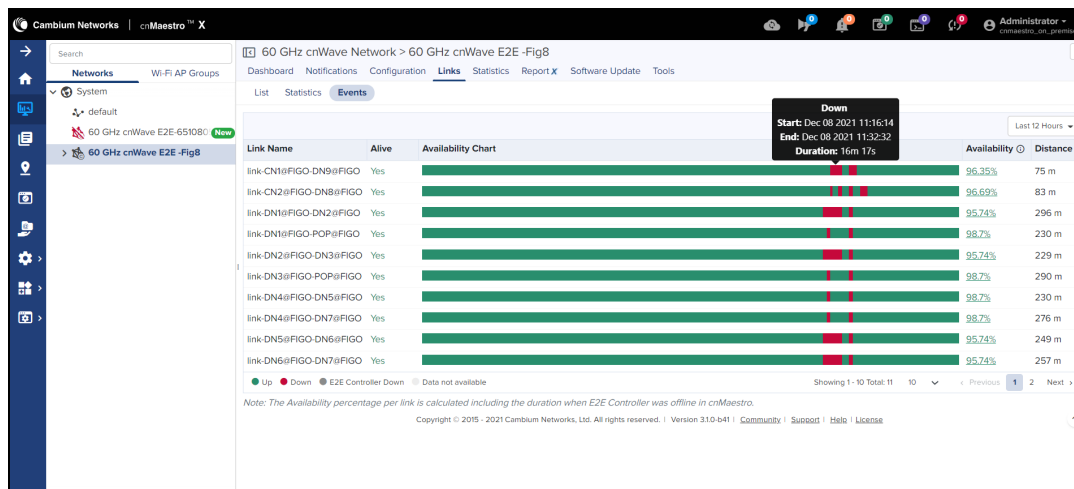 Cambium Networks | cnMaestro™ X
0 0 0 0 0
Administrator
cnmaestro_on_premise
Search
Networks Wi-Fi AP Groups
System
default
60 GHz cnWave E2E-651080 New
60 GHz cnWave E2E -Fig8
60 GHz cnWave Network > 60 GHz cnWave E2E -Fig8
Dashboard Notifications Configuration Links Statistics Report X Software Update Tools
List Statistics Events
Down
Start: Dec 08 2021 11:16:14
End: Dec 08 2021 11:32:32
Duration: 16m 17s
Last 12 Hours
Link Name Alive Availability Chart Availability Distance
link-CN1@FIGO-DN9@FIGO Yes 96.35% 75 m
link-CN2@FIGO-DN8@FIGO Yes 96.69% 83 m
link-DN1@FIGO-DN2@FIGO Yes 95.74% 296 m
link-DN1@FIGO-POP@FIGO Yes 98.7% 230 m
link-DN2@FIGO-DN3@FIGO Yes 95.74% 229 m
link-DN3@FIGO-POP@FIGO Yes 98.7% 290 m
link-DN4@FIGO-DN5@FIGO Yes 98.7% 230 m
link-DN4@FIGO-DN7@FIGO Yes 98.7% 276 m
link-DN5@FIGO-DN6@FIGO Yes 95.74% 249 m
link-DN6@FIGO-DN7@FIGO Yes 95.74% 257 m
Up Down E2E Controller Down Data not available Showing 1 - 10 Total: 11 10 < Previous 1 2 Next >
Note: The Availability percentage per link is calculated including the duration when E2E Controller was offline in cnMaestro.
Copyright © 2015 - 2021 Cambium Networks, Ltd. All rights reserved. | Version 3.1.0-b41 | Community | Support | Help | License